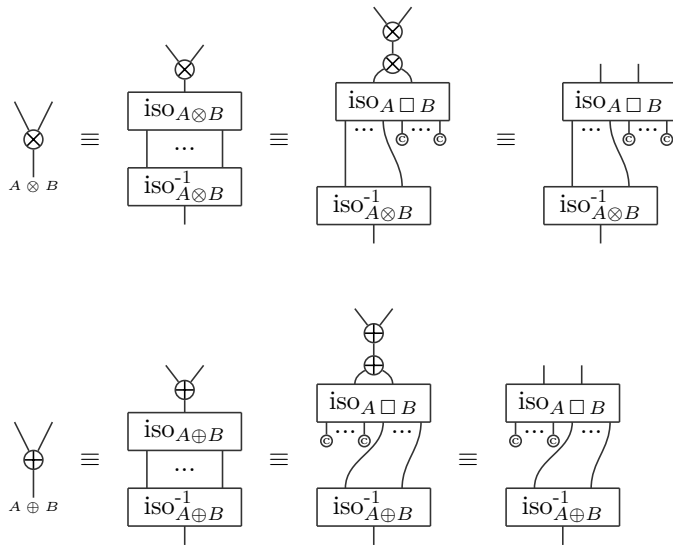 iso_{A □ B} iso_{A □ B}
... © ... © ... © ... ©
iso_{A⊗B}
A ⊗ B ≡ ... ≡ ≡
iso^{-1}_{A⊗B} iso^{-1}_{A⊗B} iso^{-1}_{A⊗B}
iso_{A □ B} iso_{A □ B}
© ... © ... © ... © ...
iso_{A⊕B}
A ⊕ B ≡ ... ≡ ≡
iso^{-1}_{A⊕B} iso^{-1}_{A⊕B} iso^{-1}_{A⊕B}